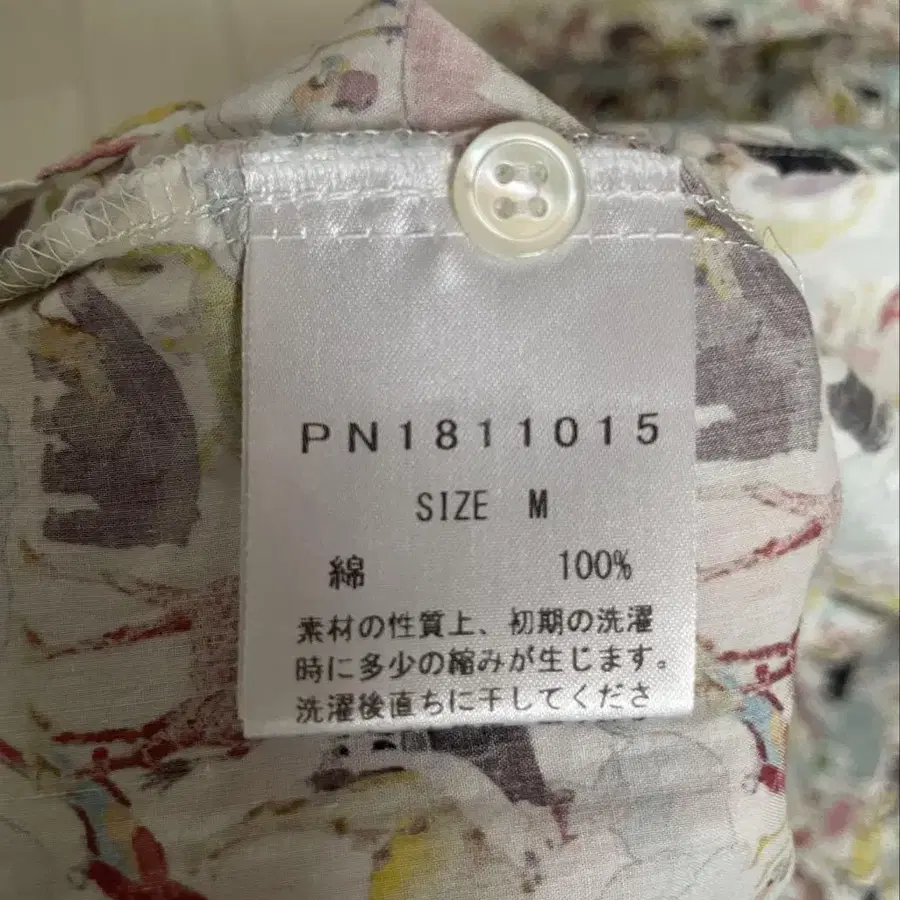 PN1811015
SIZE M
綿 100%
素材の性質上、初期の洗濯
時に多少の縮みが生じます。
洗濯後直ちに干してくださ